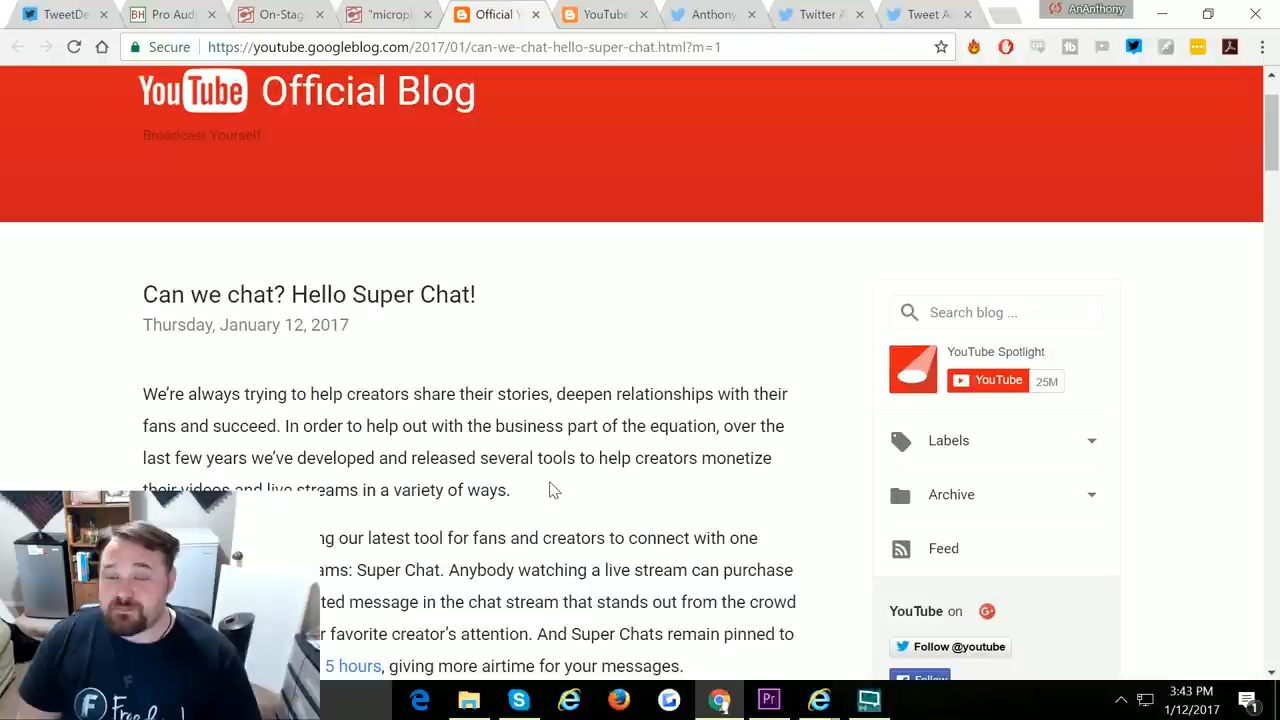 TweetDe
Pro Aud
On-Stag
"microp
Official
YouTube
Anthony
Twitter A
Tweet A
AnAnthony
Secure https://youtube.googleblog.com/2017/01/can-we-chat-hello-super-chat.html?m=1
YouTube Official Blog
Broadcast Yourself
Can we chat? Hello Super Chat!
Thursday, January 12, 2017
We're always trying to help creators share their stories, deepen relationships with their
fans and succeed. In order to help out with the business part of the equation, over the
last few years we've developed and released several tools to help creators monetize
their videos and live streams in a variety of ways.
ng our latest tool for fans and creators to connect with one
ams: Super Chat. Anybody watching a live stream can purchase
ted message in the chat stream that stands out from the crowd
r favorite creator's attention. And Super Chats remain pinned to
5 hours, giving more airtime for your messages.
Search blog ...
YouTube Spotlight
YouTube 25M
Labels
Archive
Feed
YouTube on
Follow @youtube
Follow
3:43 PM
1/12/2017